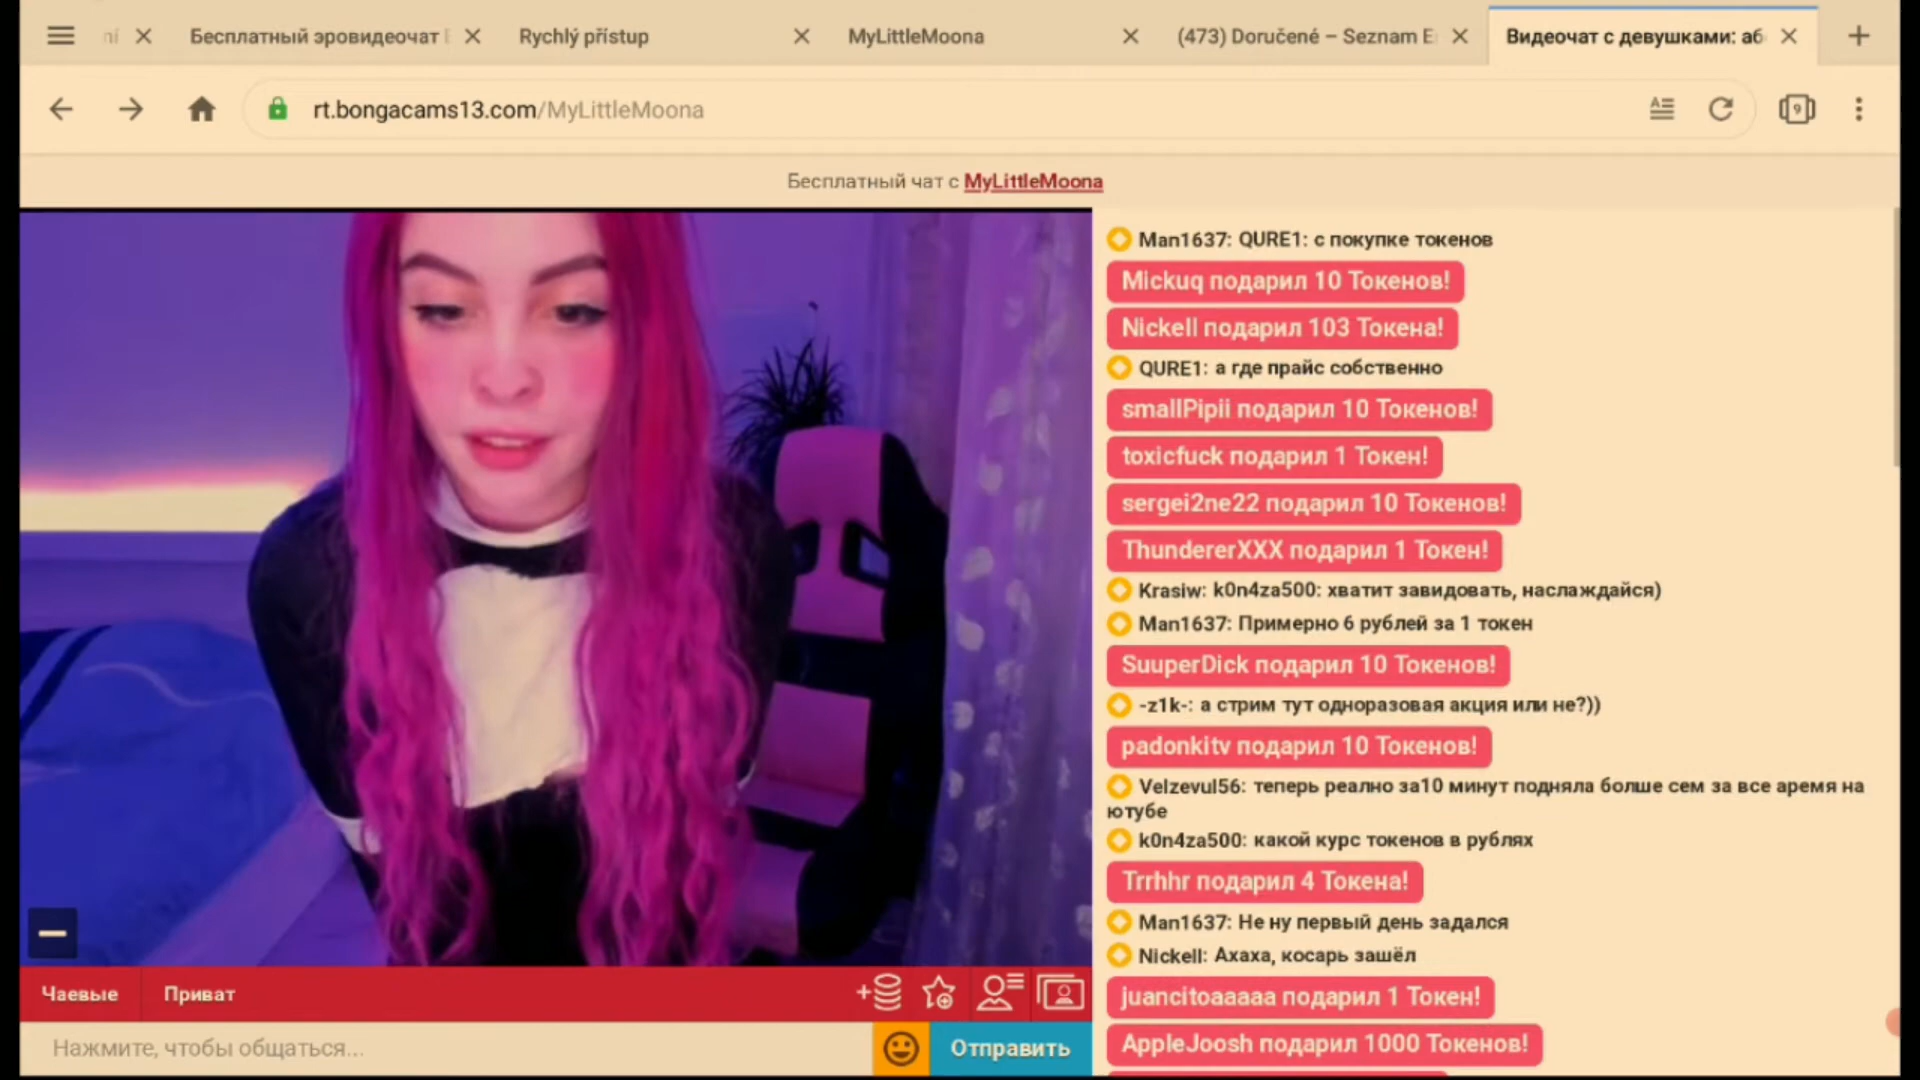 ní
Бесплатный эровидеочат
Rychlý přístup
MyLittleMoona
(473) Doručené – Seznam E
Видеочат с девушками: аб
rt.bongacams13.com/MyLittleMoona
9
Бесплатный чат с MyLittleMoona
Man1637: QURE1: с покупке токенов
Mickuq подарил 10 Токенов!
Nickell подарил 103 Токена!
QURE1: а где прайс собственно
smallPipii подарил 10 Токенов!
toxicfuck подарил 1 Токен!
sergei2ne22 подарил 10 Токенов!
ThundererXXX подарил 1 Токен!
Krasiw: k0n4za500: хватит завидовать, наслаждайся)
Man1637: Примерно 6 рублей за 1 токен
SuuperDick подарил 10 Токенов!
-z1k-: а стрим тут одноразовая акция или не?))
padonkitv подарил 10 Токенов!
Velzevul56: теперь реално за10 минут подняла болше сем за все аремя на
ютубе
k0n4za500: какой курс токенов в рублях
Trrhhr подарил 4 Токена!
Man1637: Не ну первый день задался
Nickell: Ахаха, косарь зашёл
juancitoaaaaa подарил 1 Токен!
AppleJoosh подарил 1000 Токенов!
Чаевые
Приват
Нажмите, чтобы общаться...
Отправить